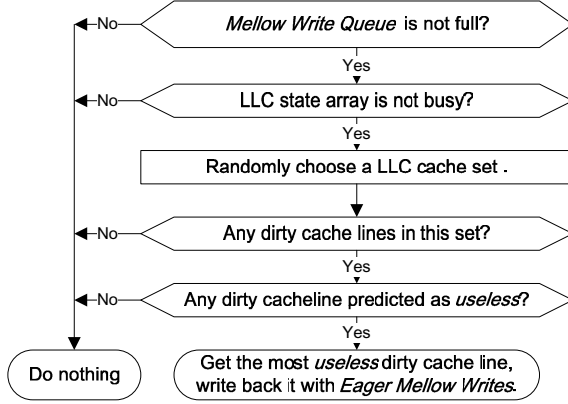 No
Mellow Write Queue is not full?
Yes
No
LLC state array is not busy?
Yes
Randomly choose a LLC cache set .
No
Any dirty cache lines in this set?
Yes
No
Any dirty cacheline predicted as useless?
Yes
Do nothing
Get the most useless dirty cache line,
write back it with Eager Mellow Writes.